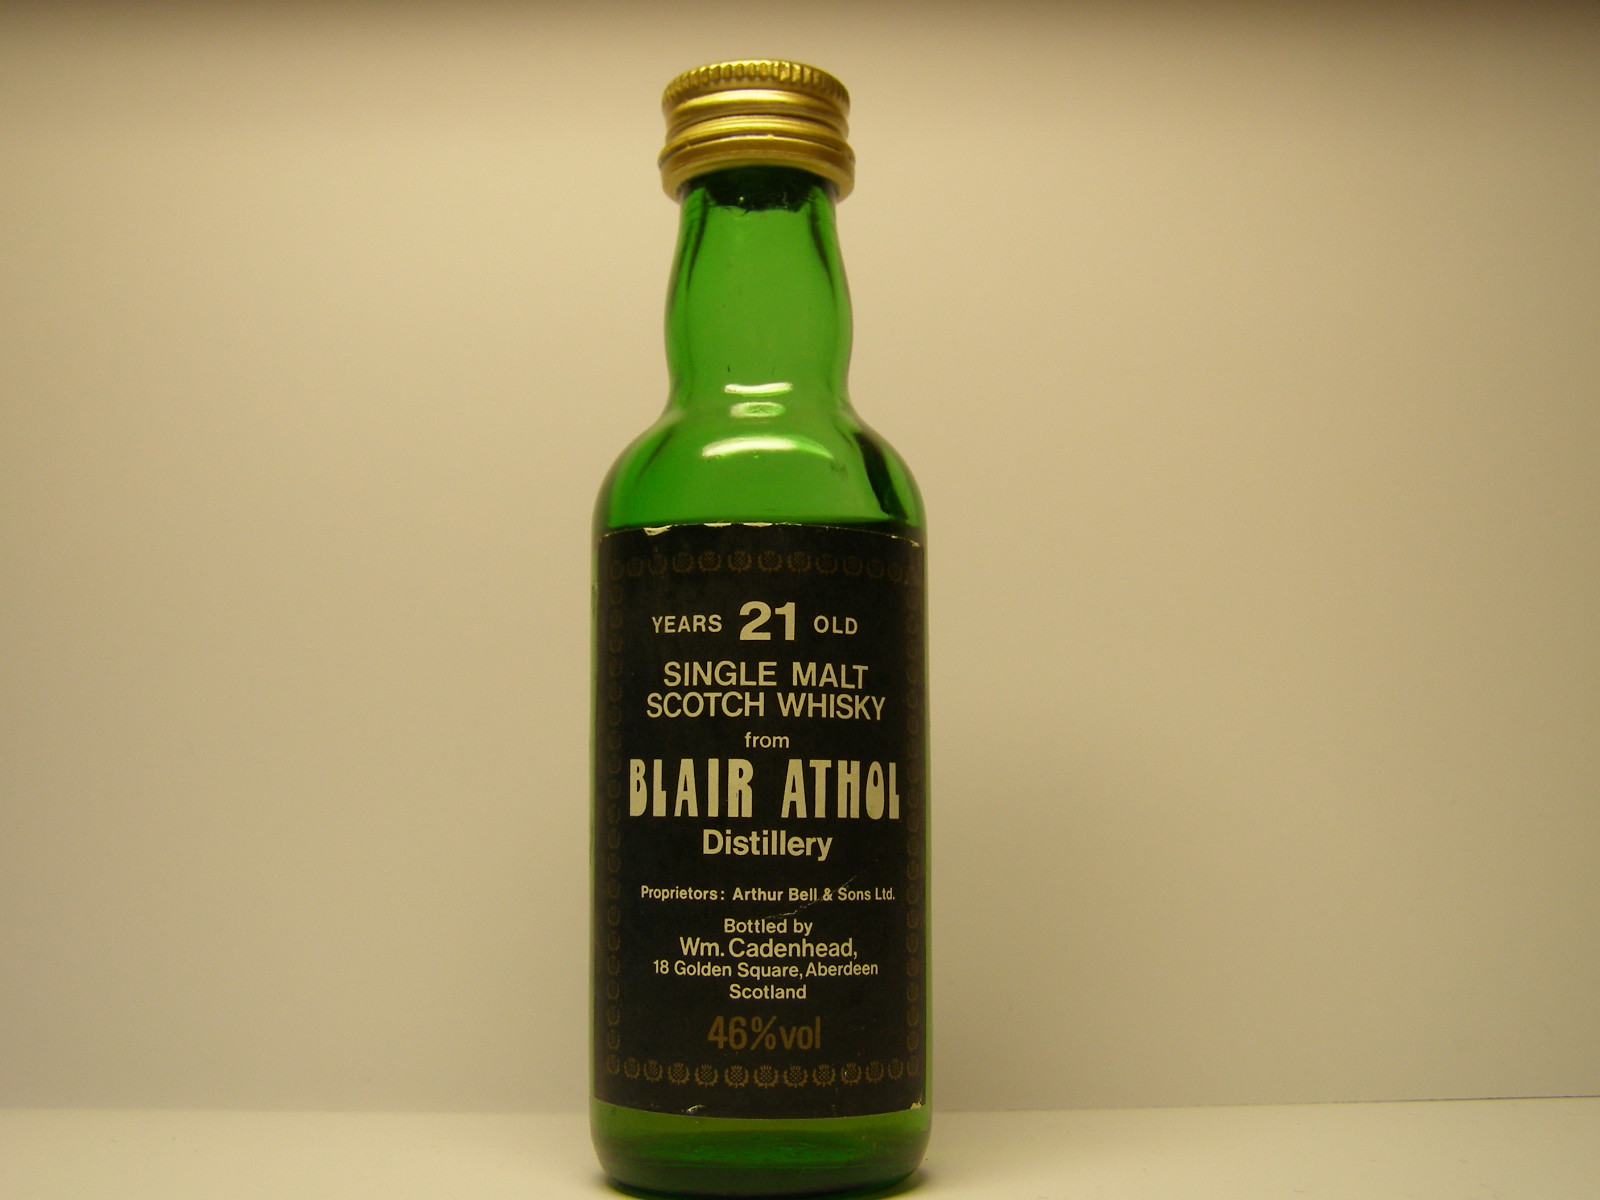 YEARS 21 OLD
SINGLE MALT
SCOTCH WHISKY
from
BLAIR ATHOL
Distillery
Proprietors: Arthur Bell & Sons Ltd.
Bottled by
Wm. Cadenhead,
18 Golden Square, Aberdeen
Scotland
46%vol